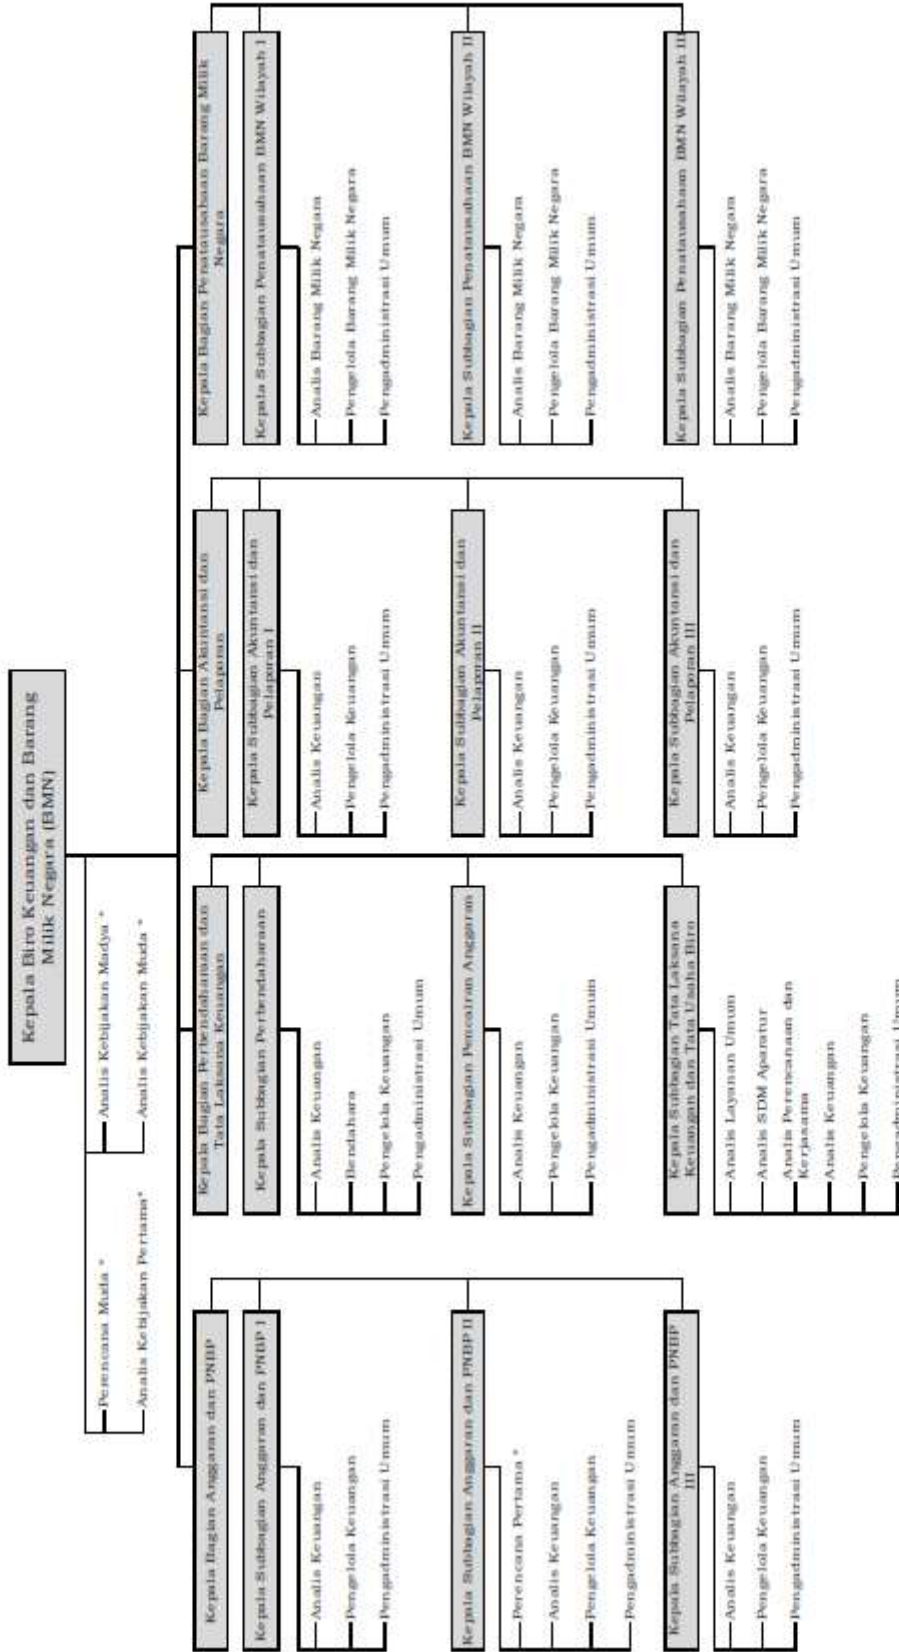 Kepala Biro Keuangan dan Barang
Milik Negara (BMN)
Perencana Muda *
Analis Kebijakan Pertama*
Analis Kebijakan Madya *
Analis Kebijakan Muda *
Kepala Bagian Anggaran dan PNBP
Kepala Subbagian Anggaran dan PNBP I
Analis Keuangan
Pengelola Keuangan
Pengadministrasi Umum
Kepala Subbagian Anggaran dan PNBP II
Perencana Pertama *
Analis Keuangan
Pengelola Keuangan
Pengadministrasi Umum
Kepala Subbagian Anggaran dan PNBP
III
Analis Keuangan
Pengelola Keuangan
Pengadministrasi Umum
Kepala Bagian Perbendaharaan dan
Tata Laksana Keuangan
Kepala Subbagian Perbendaharaan
Analis Keuangan
Bendahara
Pengelola Keuangan
Pengadministrasi Umum
Kepala Subbagian Pencairan Anggaran
Analis Keuangan
Pengelola Keuangan
Pengadministrasi Umum
Kepala Subbagian Tata Laksana
Keuangan dan Tata Usaha Biro
Analis Layanan Umum
Analis SDM Aparatur
Analis Perencanaan dan
Kerjasama
Analis Keuangan
Pengelola Keuangan
Pengadministrasi Umum
Kepala Bagian Akuntansi dan
Pelaporan
Kepala Subbagian Akuntansi dan
Pelaporan I
Analis Keuangan
Pengelola Keuangan
Pengadministrasi Umum
Kepala Subbagian Akuntansi dan
Pelaporan II
Analis Keuangan
Pengelola Keuangan
Pengadministrasi Umum
Kepala Subbagian Akuntansi dan
Pelaporan III
Analis Keuangan
Pengelola Keuangan
Pengadministrasi Umum
Kepala Bagian Penatausahaan Barang Milik
Negara
Kepala Subbagian Penatausahaan BMN Wilayah I
Analis Barang Milik Negara
Pengelola Barang Milik Negara
Pengadministrasi Umum
Kepala Subbagian Penatausahaan BMN Wilayah II
Analis Barang Milik Negara
Pengelola Barang Milik Negara
Pengadministrasi Umum
Kepala Subbagian Penatausahaan BMN Wilayah III
Analis Barang Milik Negara
Pengelola Barang Milik Negara
Pengadministrasi Umum